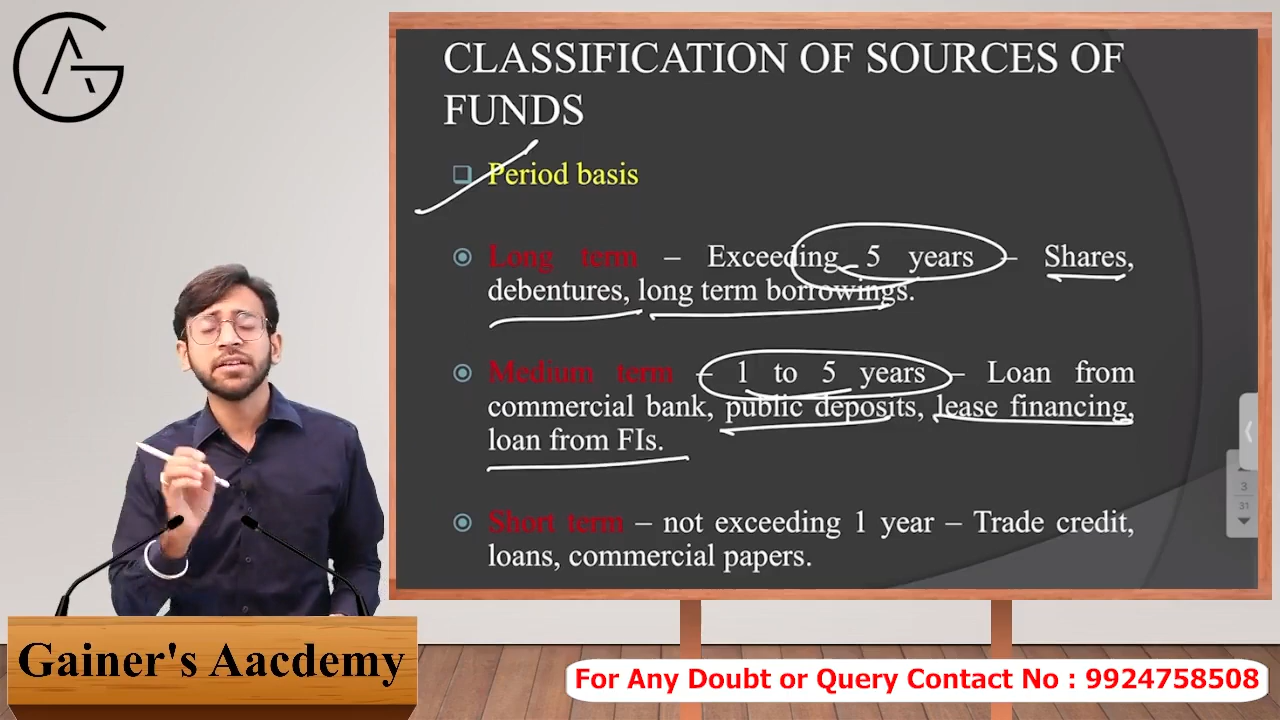 CLASSIFICATION OF SOURCES OF
FUNDS
Period basis
Long term – Exceeding 5 years – Shares,
debentures, long term borrowings.
Medium term – 1 to 5 years – Loan from
commercial bank, public deposits, lease financing,
loan from FIs.
Short term – not exceeding 1 year – Trade credit,
loans, commercial papers.
3
31
Gainer's Aacdemy
For Any Doubt or Query Contact No : 9924758508